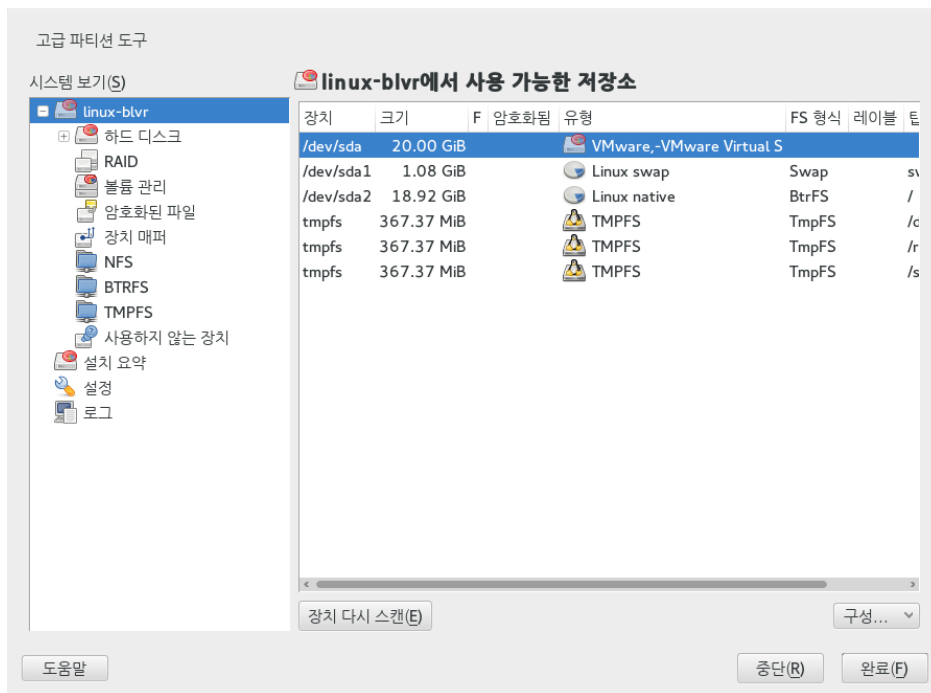 고급 파티션 도구
시스템 보기(S)
linux-blvr
하드 디스크
RAID
볼륨 관리
암호화된 파일
장치 매퍼
NFS
BTRFS
TMPFS
사용하지 않는 장치
설치 요약
설정
로그
linux-blvr에서 사용 가능한 저장소
장치 크기 F 암호화됨 유형 FS 형식 레이블
/dev/sda 20.00 GiB VMware,-VMware Virtual S
/dev/sda1 1.08 GiB Linux swap Swap
/dev/sda2 18.92 GiB Linux native BtrFS /
tmpfs 367.37 MiB TMPFS TmpFS
tmpfs 367.37 MiB TMPFS TmpFS
tmpfs 367.37 MiB TMPFS TmpFS
장치 다시 스캔(E)
구성...
도움말
중단(R)
완료(F)